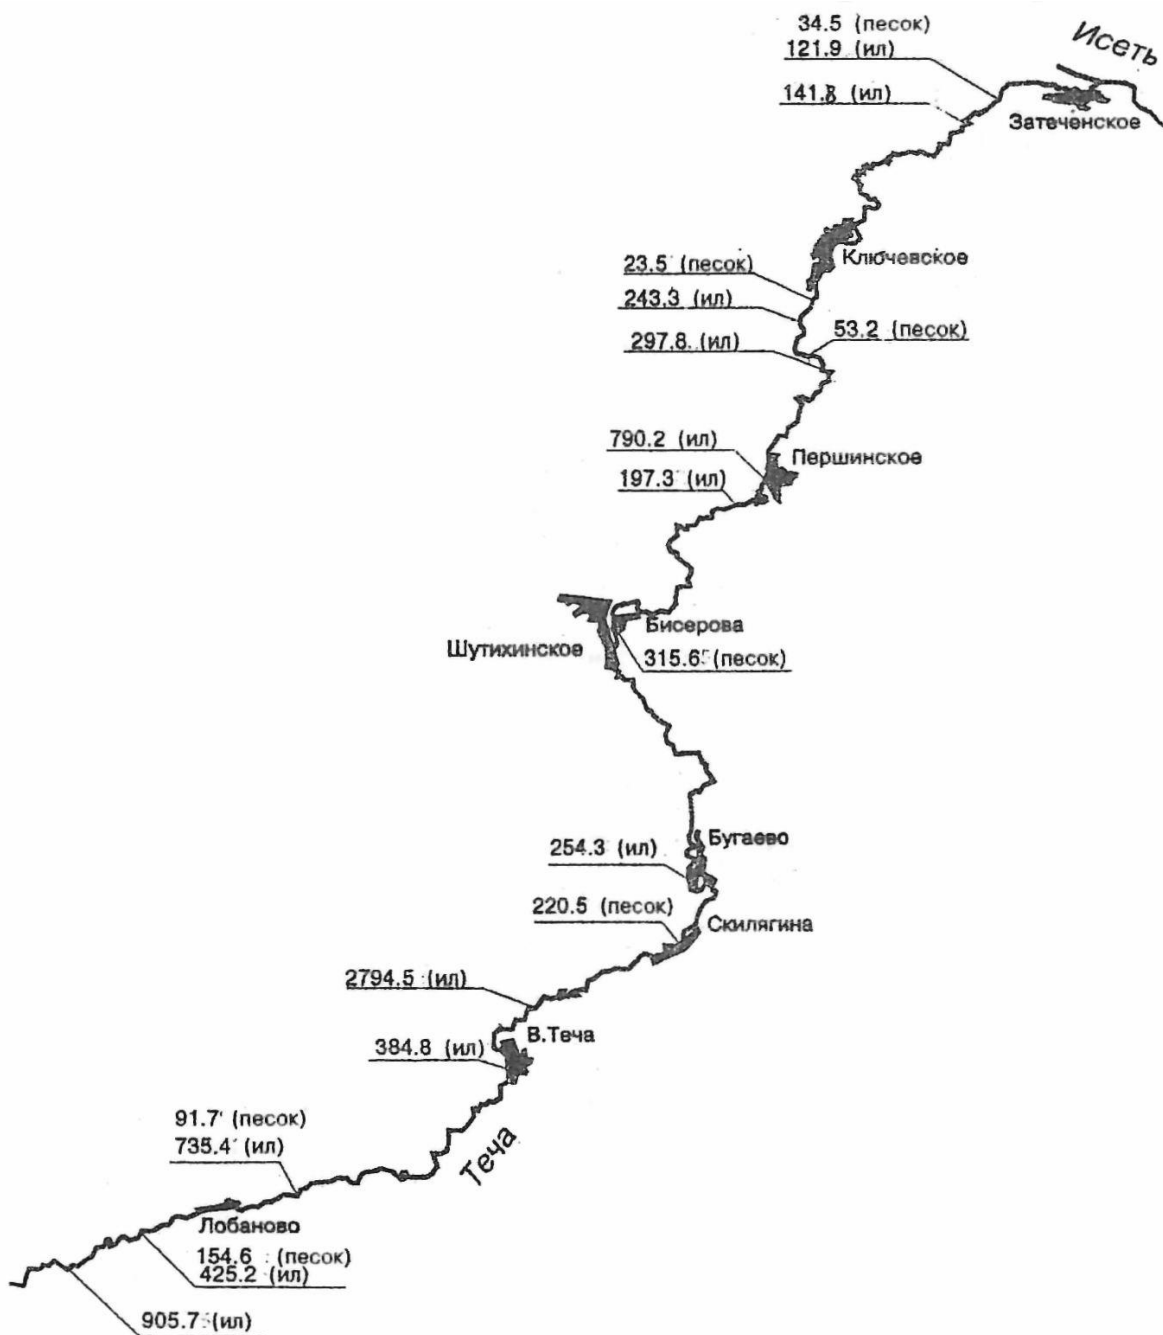 34.5 (песок)
121.9 (ил)
Исеть
141.8 (ил)
Затеченское
Ключевское
23.5 (песок)
243.3 (ил)
53.2 (песок)
297.8 (ил)
790.2 (ил)
Першинское
197.3 (ил)
Бисерова
Шутихинское
315.6 (песок)
Бугаево
254.3 (ил)
220.5 (песок)
Скилягина
2794.5 (ил)
В.Теча
384.8 (ил)
91.7 (песок)
735.4 (ил)
Теча
Лобаново
154.6 (песок)
425.2 (ил)
905.7 (ил)